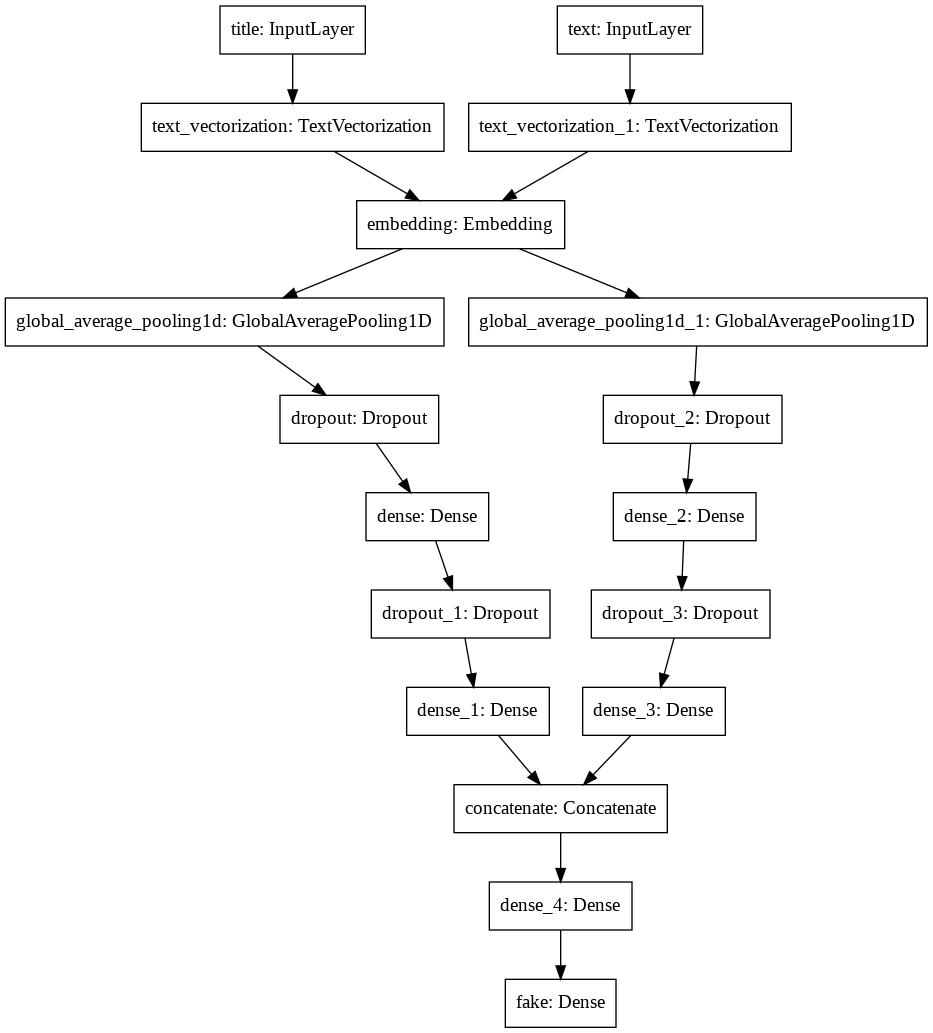 title: InputLayer
text: InputLayer
text_vectorization: TextVectorization
text_vectorization_1: TextVectorization
embedding: Embedding
global_average_pooling1d: GlobalAveragePooling1D
global_average_pooling1d_1: GlobalAveragePooling1D
dropout: Dropout
dropout_2: Dropout
dense: Dense
dense_2: Dense
dropout_1: Dropout
dropout_3: Dropout
dense_1: Dense
dense_3: Dense
concatenate: Concatenate
dense_4: Dense
fake: Dense